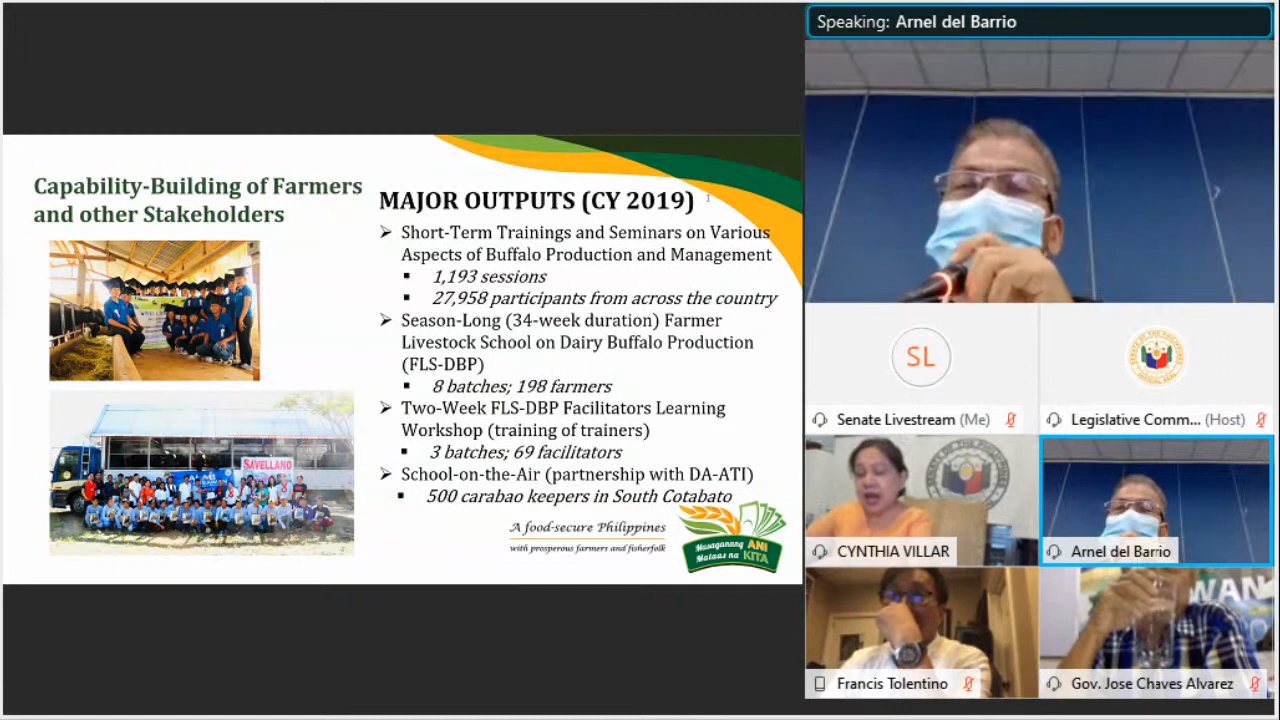 Speaking: Arnel del Barrio
Capability-Building of Farmers
and other Stakeholders
MAJOR OUTPUTS (CY 2019)
1
➢ Short-Term Trainings and Seminars on Various
Aspects of Buffalo Production and Management
▪ 1,193 sessions
▪ 27,958 participants from across the country
➢ Season-Long (34-week duration) Farmer
Livestock School on Dairy Buffalo Production
(FLS-DBP)
▪ 8 batches; 198 farmers
➢ Two-Week FLS-DBP Facilitators Learning
Workshop (training of trainers)
▪ 3 batches; 69 facilitators
➢ School-on-the-Air (partnership with DA-ATI)
▪ 500 carabao keepers in South Cotabato
SAVELLANO
A food-secure Philippines
with prosperous farmers and fisherfolk
Masaganang ANI
Mataas na KITA
SL
Senate Livestream (Me)
Legislative Comm... (Host)
CYNTHIA VILLAR
Arnel del Barrio
WAN
Francis Tolentino
Gov. Jose Chaves Alvarez